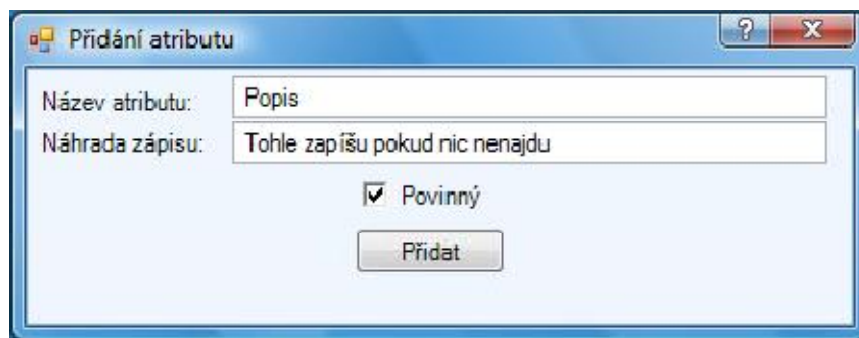 Přidání atributu
Název atributu: Popis
Náhrada zápisu: Tohle zapíšu pokud nic nenajdu
Povinný
Přidat